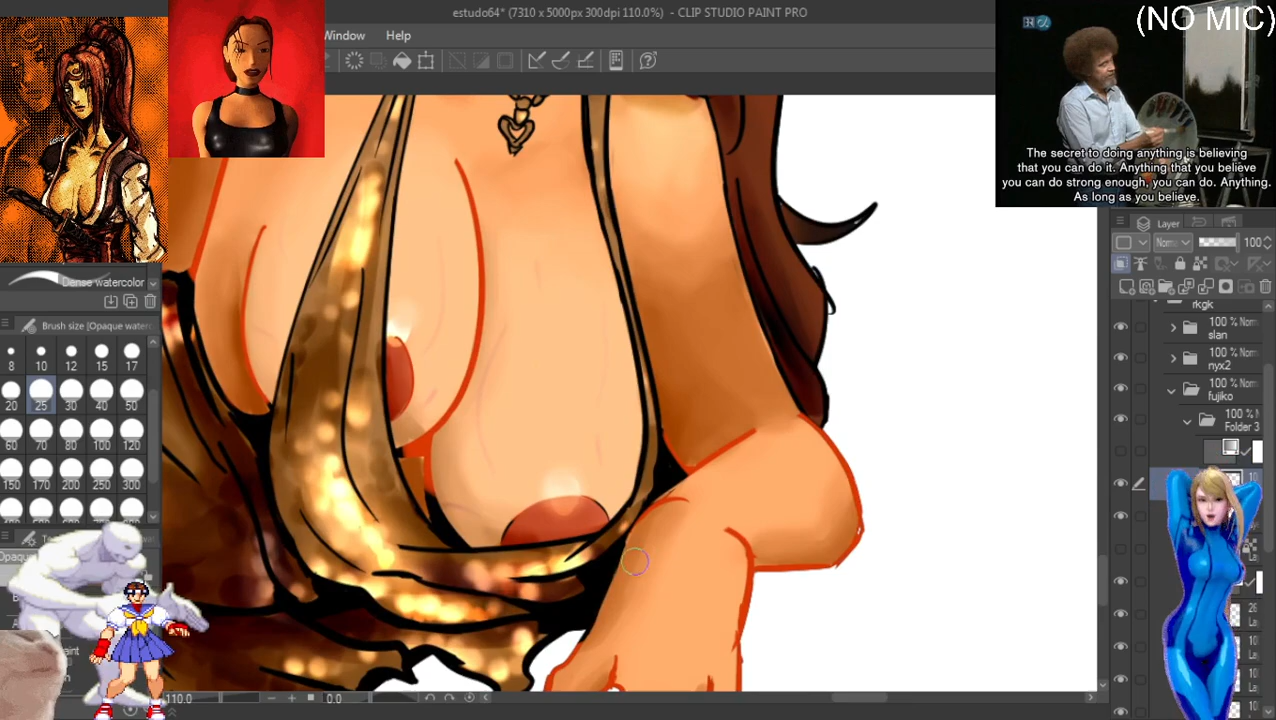 estudo64* (7310 x 5000px 300dpi 110.0%) - CLIP STUDIO PAINT PRO
(NO MIC)
Window Help
The secret to doing anything is believing
that you can do it. Anything that you believe
you can do strong enough, you can do. Anything.
As long as you believe.
Layer
Norm 100
Dense watercolor
Brush size [Opaque water
8 10 12 15 17
20 25 30 40 50
60 70 80 100 120
150 170 200 250 300
rkgk
100 % Norm
slan
100 % Norm
nyx2
100 % Norm
fujiko
100 %
Folder 3
110.0
0.0